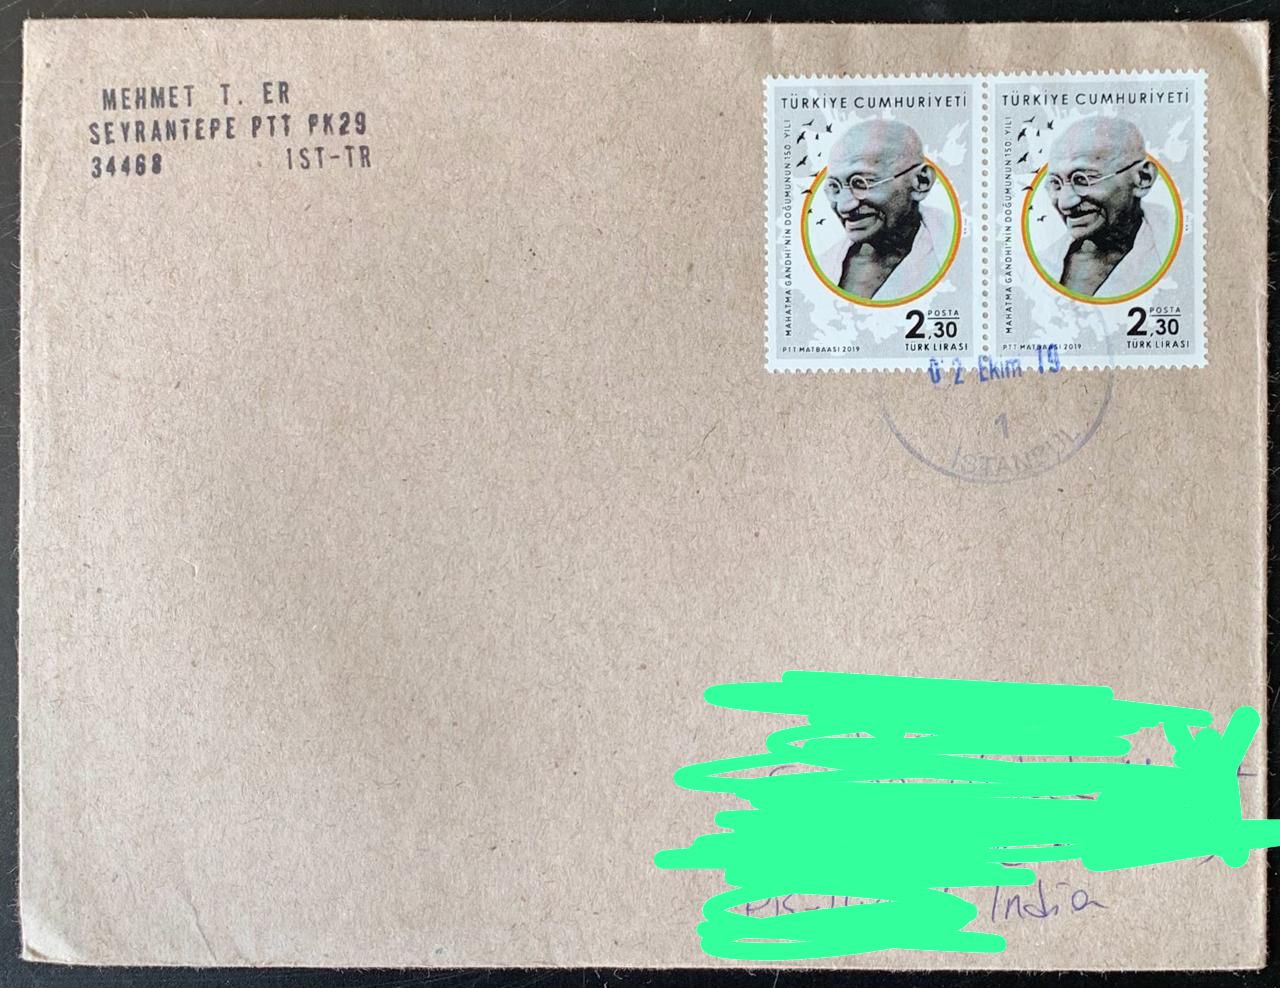 MEHMET T. ER
SEYRANTEPE PTT PK29
34468 IST-TR
TÜRKİYE CUMHURİYETİ
MAHATMA GANDHİ'NİN DOĞUMUNUN 150. YILI
2,30 POSTA
TÜRK LİRASI
PTT MATBAASI 2019
TÜRKİYE CUMHURİYETİ
MAHATMA GANDHİ'NİN DOĞUMUNUN 150. YILI
2,30 POSTA
TÜRK LİRASI
PTT MATBAASI 2019
02 Ekim 19
1
İSTANBUL
India